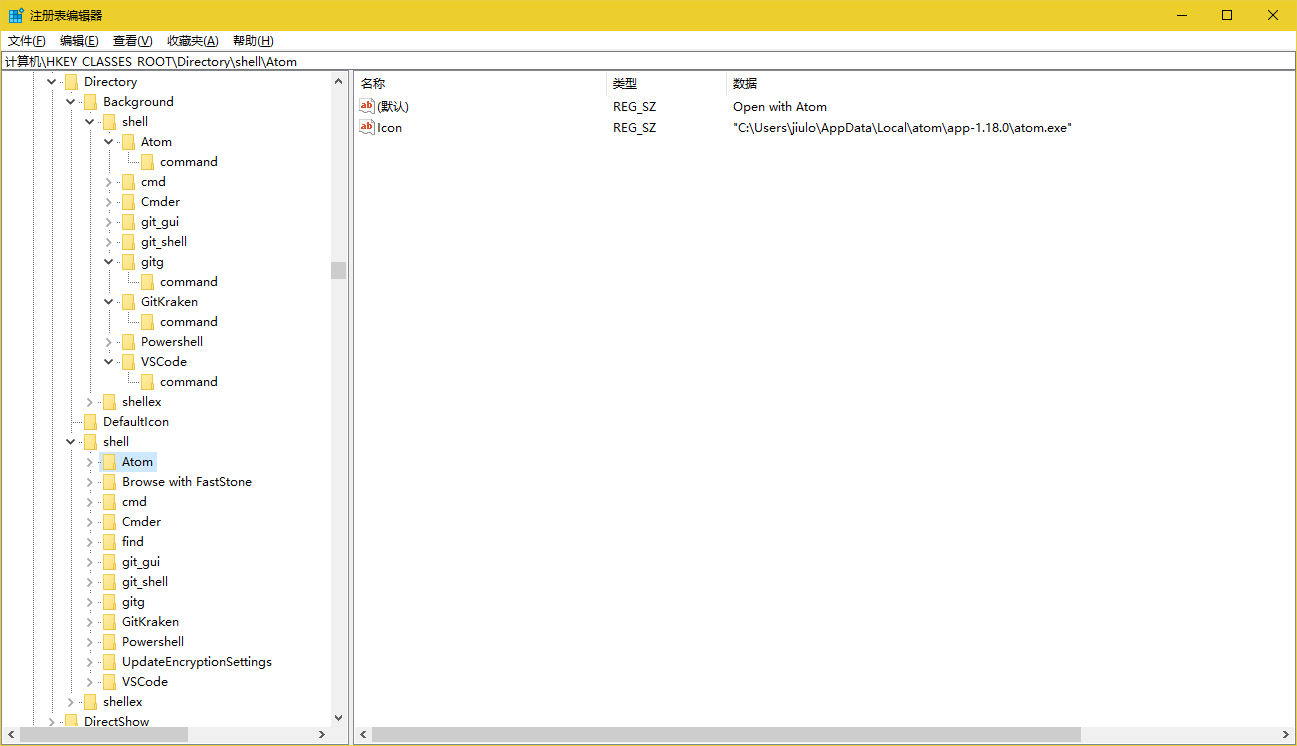 注册表编辑器
文件(F) 编辑(E) 查看(V) 收藏夹(A) 帮助(H)
计算机\HKEY_CLASSES_ROOT\Directory\shell\Atom
Directory
Background
shell
Atom
command
cmd
Cmder
git_gui
git_shell
gitg
command
GitKraken
command
Powershell
VSCode
command
shellex
DefaultIcon
shell
Atom
Browse with FastStone
cmd
Cmder
find
git_gui
git_shell
gitg
GitKraken
Powershell
UpdateEncryptionSettings
VSCode
shellex
DirectShow
名称 类型 数据
ab (默认) REG_SZ Open with Atom
ab Icon REG_SZ "C:\Users\jiulo\AppData\Local\atom\app-1.18.0\atom.exe"